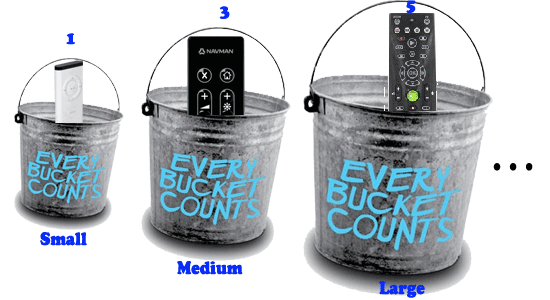 1
3
5
NAVMAN
EVERY
BUCKET
COUNTS
EVERY
BUCKET
COUNTS
EVERY
BUCKET
COUNTS
...
Small
Medium
Large